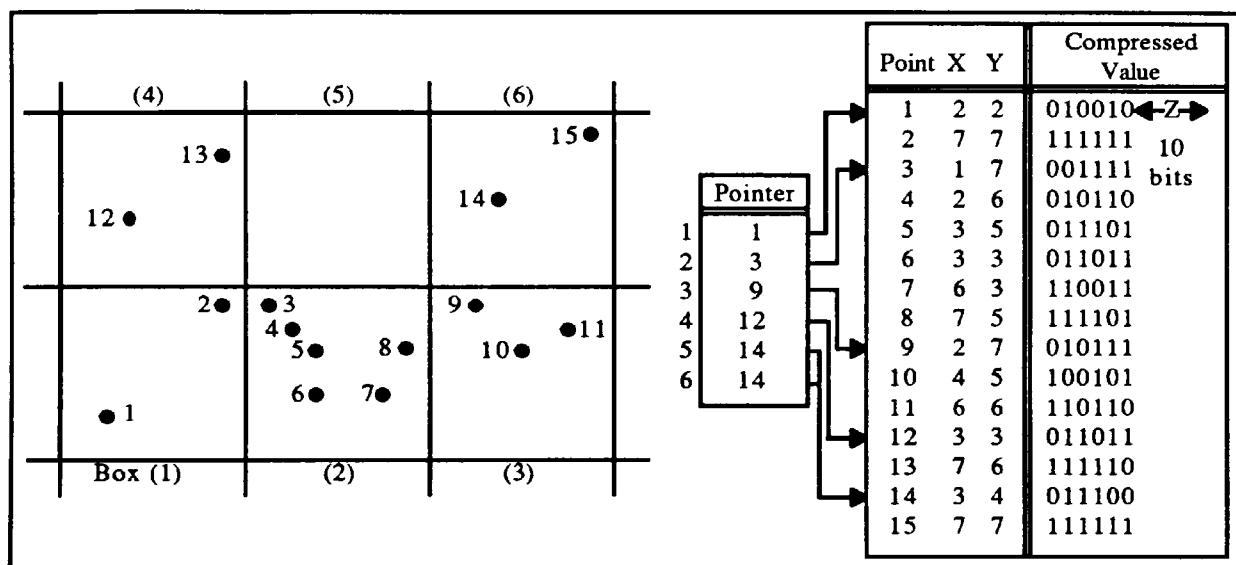 (4) (5) (6)
13
15
12
14
2 3
9
4
11
5
8
10
6
7
1
Box (1) (2) (3)
Pointer
1 1
2 3
3 9
4 12
5 14
6 14
Point X Y Compressed Value
1 2 2 010010 Z
2 7 7 111111 10
3 1 7 001111 bits
4 2 6 010110
5 3 5 011101
6 3 3 011011
7 6 3 110011
8 7 5 111101
9 2 7 010111
10 4 5 100101
11 6 6 110110
12 3 3 011011
13 7 6 111110
14 3 4 011100
15 7 7 111111